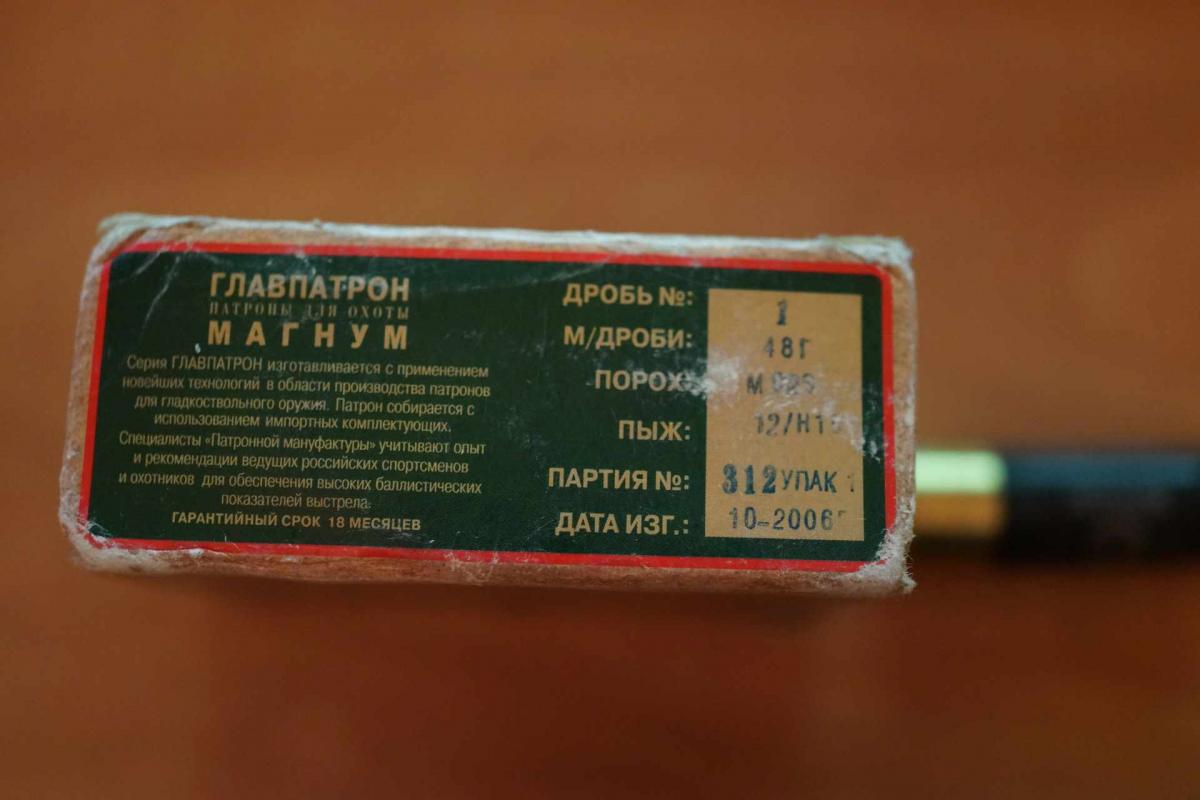 ГЛАВПАТРОН
ПАТРОНЫ ДЛЯ ОХОТЫ
МАГНУМ
Серия ГЛАВПАТРОН изготавливается с применением
новейших технологий в области производства патронов
для гладкоствольного оружия. Патрон собирается с
использованием импортных комплектующих.
Специалисты «Патронной мануфактуры» учитывают опыт
и рекомендации ведущих российских спортсменов
и охотников для обеспечения высоких баллистических
показателей выстрела.
ГАРАНТИЙНЫЙ СРОК 18 МЕСЯЦЕВ
ДРОБЬ №: 1
М/ДРОБИ: 48Г
ПОРОХ: М
ПЫЖ:
ПАРТИЯ №: 312 УПАК
ДАТА ИЗГ.: 10-2006